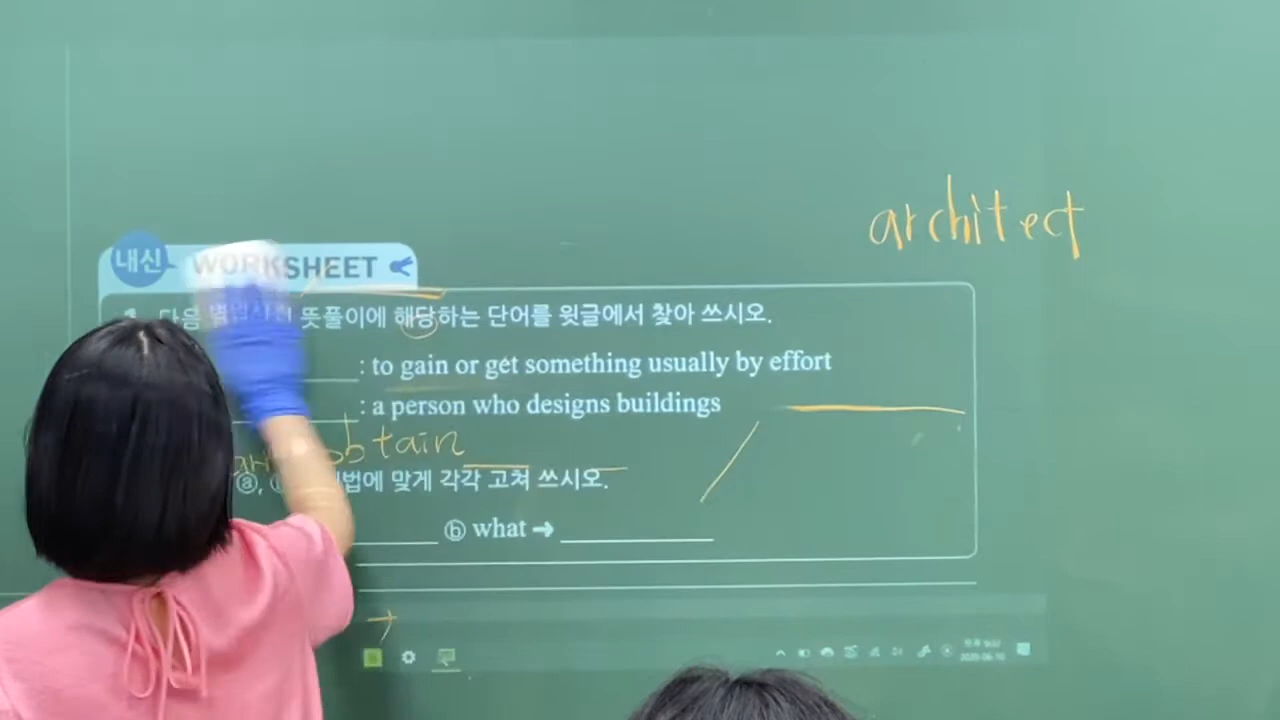 architect
내신 WORKSHEET
다음 뜻풀이에 해당하는 단어를 윗글에서 찾아 쓰시오.
: to gain or get something usually by effort
: a person who designs buildings
obtain
ⓐ, 법에 맞게 각각 고쳐 쓰시오.
ⓑ what ➔